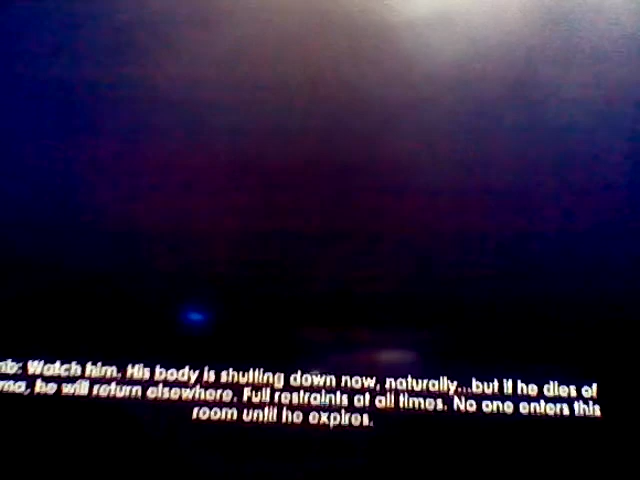 Watch him. His body is shutting down now, naturally...but if he dies of
he will return elsewhere. Full restraints at all times. No one enters this
room until he expires.